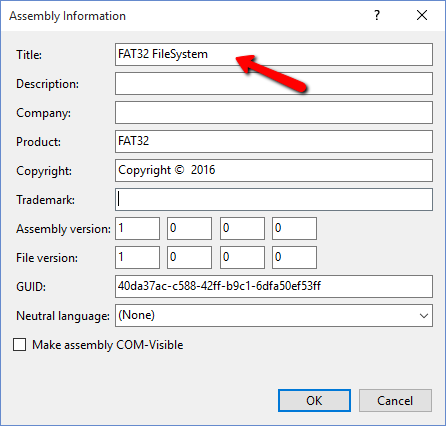 Assembly Information ? ×
Title: FAT32 FileSystem
Description:
Company:
Product: FAT32
Copyright: Copyright © 2016
Trademark:
Assembly version: 1 0 0 0
File version: 1 0 0 0
GUID: 40da37ac-c588-42ff-b9c1-6dfa50ef53ff
Neutral language: (None)
Make assembly COM-Visible
OK Cancel